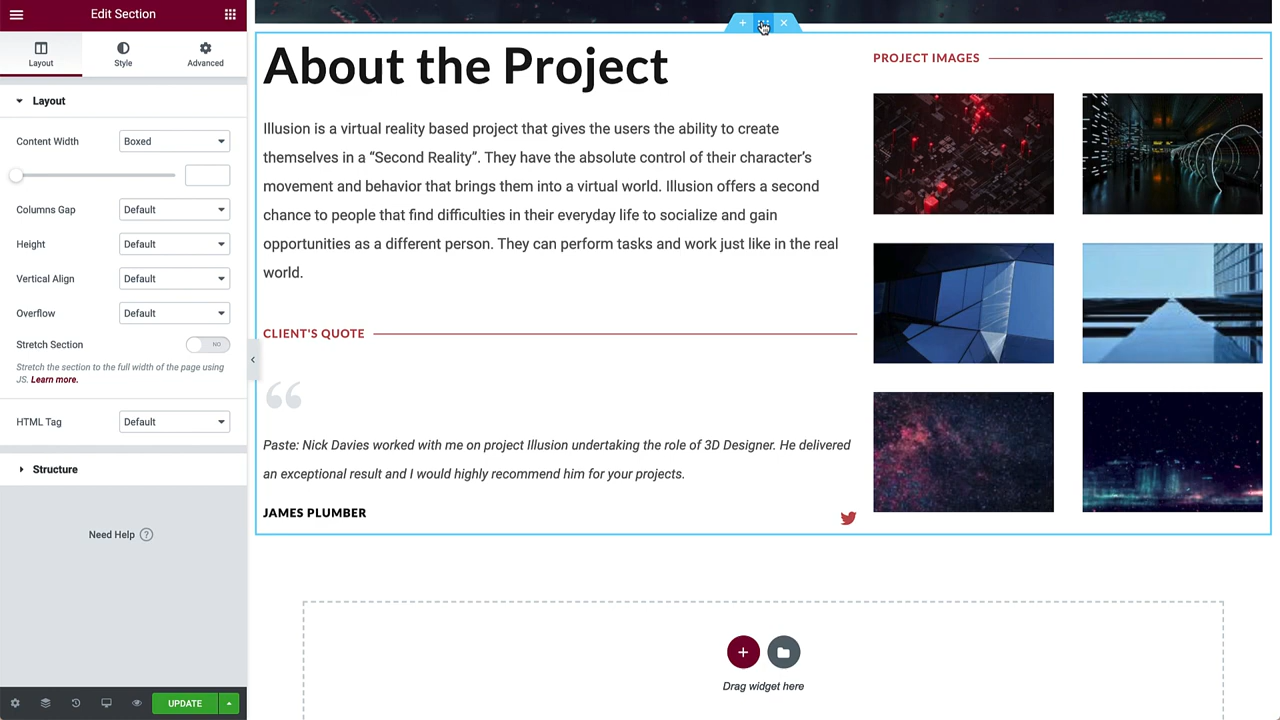 Edit Section
Layout
Style
Advanced
Layout
Content Width
Boxed
Columns Gap
Default
Height
Default
Vertical Align
Default
Overflow
Default
Stretch Section
NO
Stretch the section to the full width of the page using
JS. Learn more.
HTML Tag
Default
Structure
Need Help ?
UPDATE
About the Project
Illusion is a virtual reality based project that gives the users the ability to create
themselves in a “Second Reality”. They have the absolute control of their character’s
movement and behavior that brings them into a virtual world. Illusion offers a second
chance to people that find difficulties in their everyday life to socialize and gain
opportunities as a different person. They can perform tasks and work just like in the real
world.
CLIENT'S QUOTE
“
Paste: Nick Davies worked with me on project Illusion undertaking the role of 3D Designer. He delivered
an exceptional result and I would highly recommend him for your projects.
JAMES PLUMBER
PROJECT IMAGES
Drag widget here